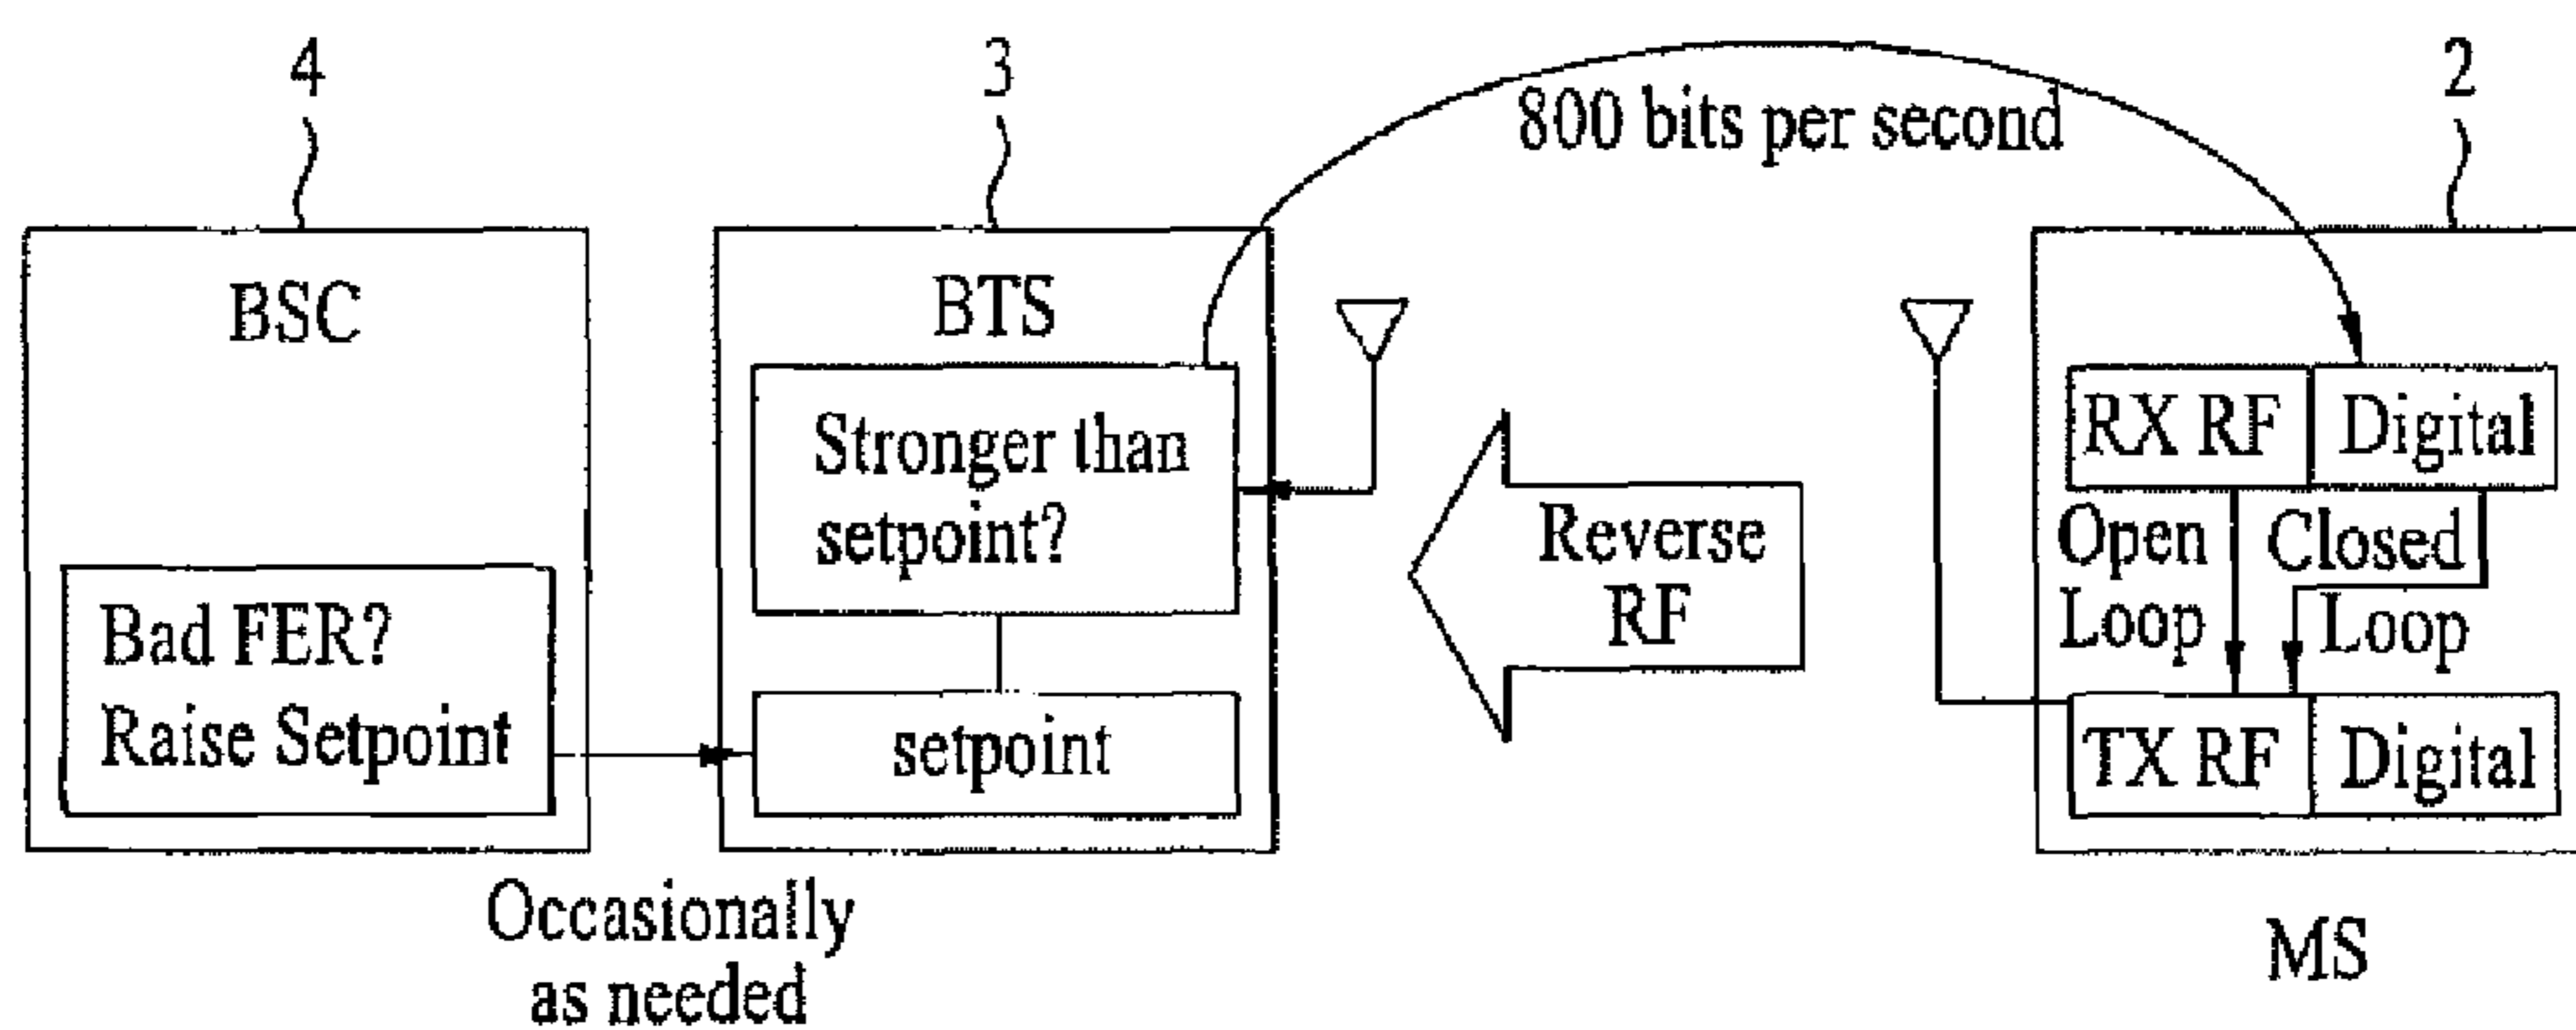 4
3
2
800 bits per second
BSC
BTS
Stronger than
setpoint?
Bad FER?
Raise Setpoint
setpoint
Occasionally
as needed
Reverse
RF
RX RF
Digital
Open
Loop
Closed
Loop
TX RF
Digital
MS